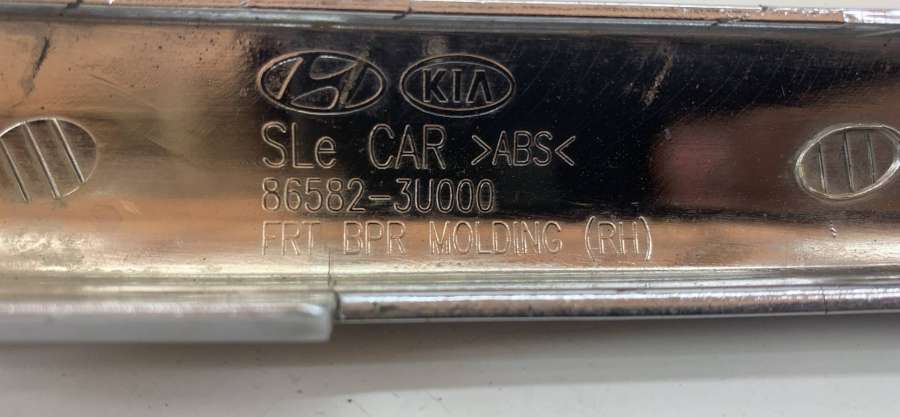 KIA
SLe CAR >ABS<
86582-3U000
FRT BPR MOLDING (RH)